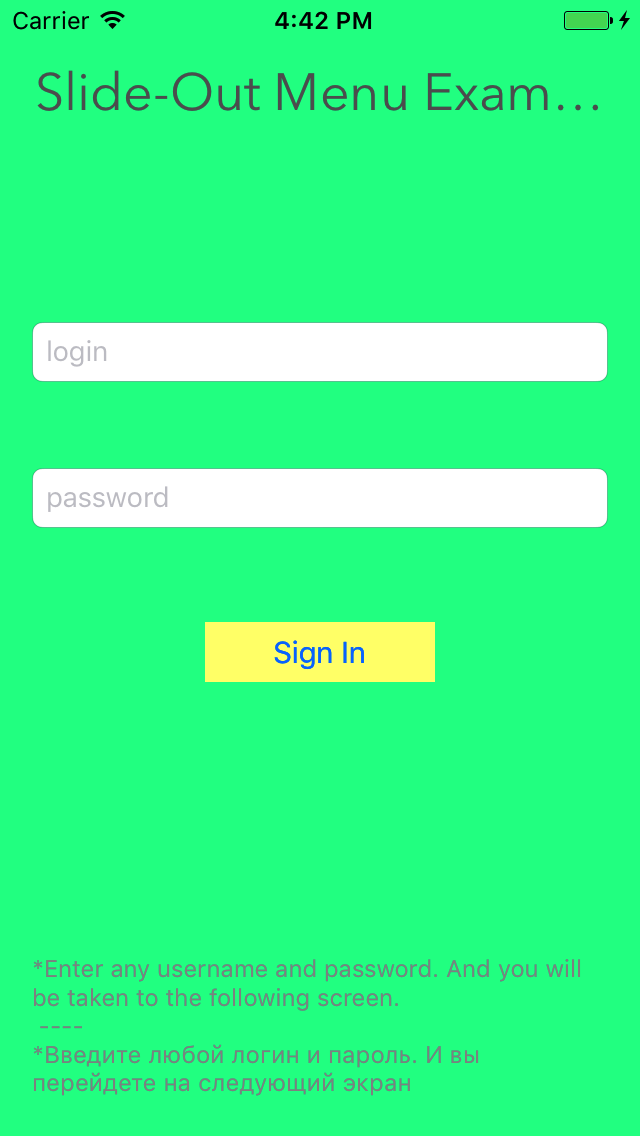 Carrier 4:42 PM
Slide-Out Menu Exam...
login
password
Sign In
*Enter any username and password. And you will
be taken to the following screen.
----
*Введите любой логин и пароль. И вы
перейдете на следующий экран